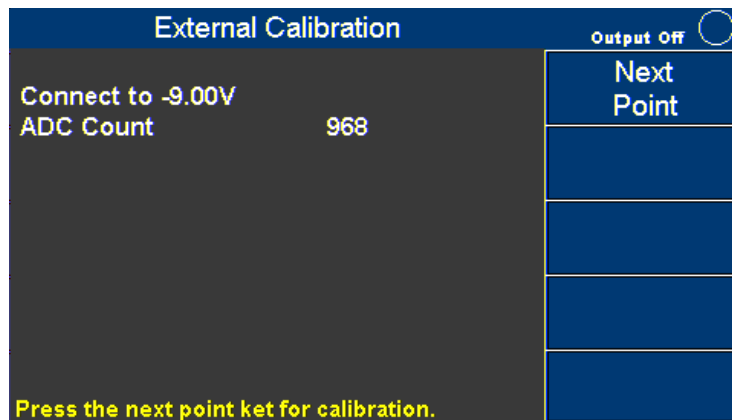 External Calibration
Output Off
Next
Point
Connect to -9.00V
ADC Count 968
Press the next point ket for calibration.